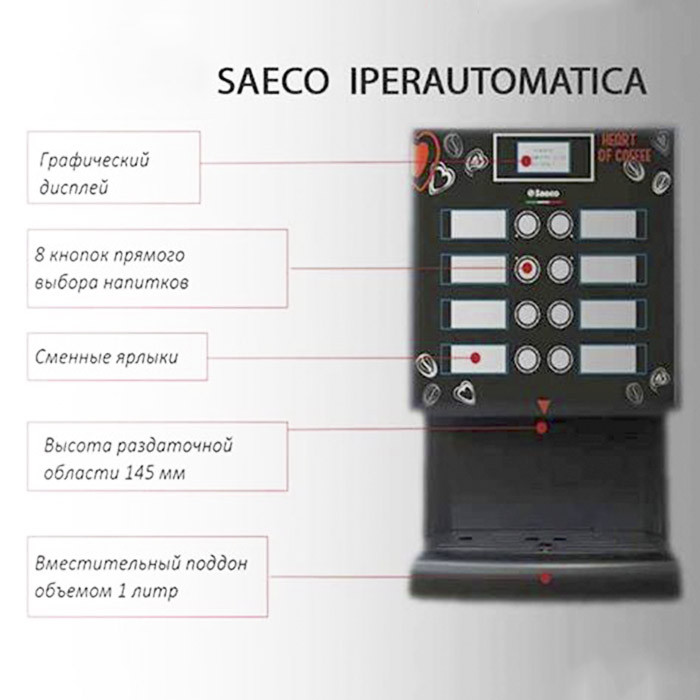 SAECO IPERAUTOMATICA
Графический
дисплей
HEART
OF COFFEE
Saeco
8 кнопок прямого
выбора напитков
Сменные ярлыки
Высота раздаточной
области 145 мм
Вместительный поддон
объемом 1 литр